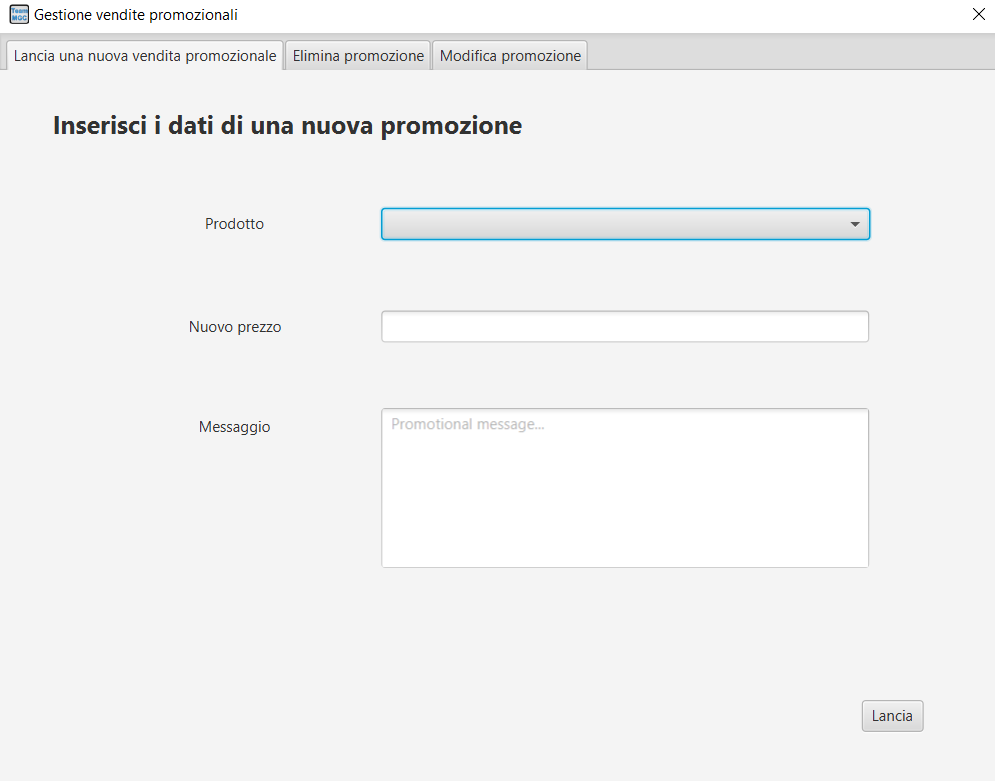 Team
MGC
Gestione vendite promozionali
Lancia una nuova vendita promozionale Elimina promozione Modifica promozione
Inserisci i dati di una nuova promozione
Prodotto
Nuovo prezzo
Messaggio Promotional message...
Lancia